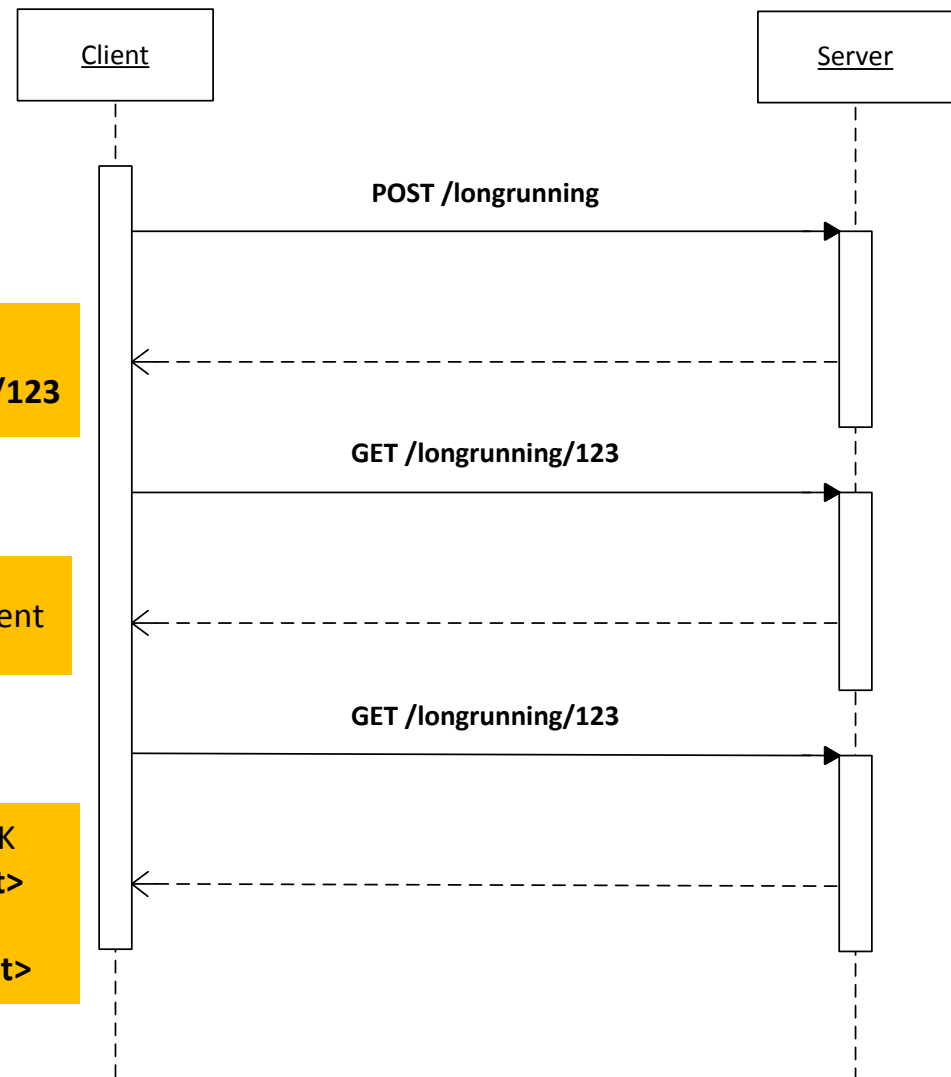 Client
Server
POST /longrunning
/123
GET /longrunning/123
ent
GET /longrunning/123
K
t>
t>